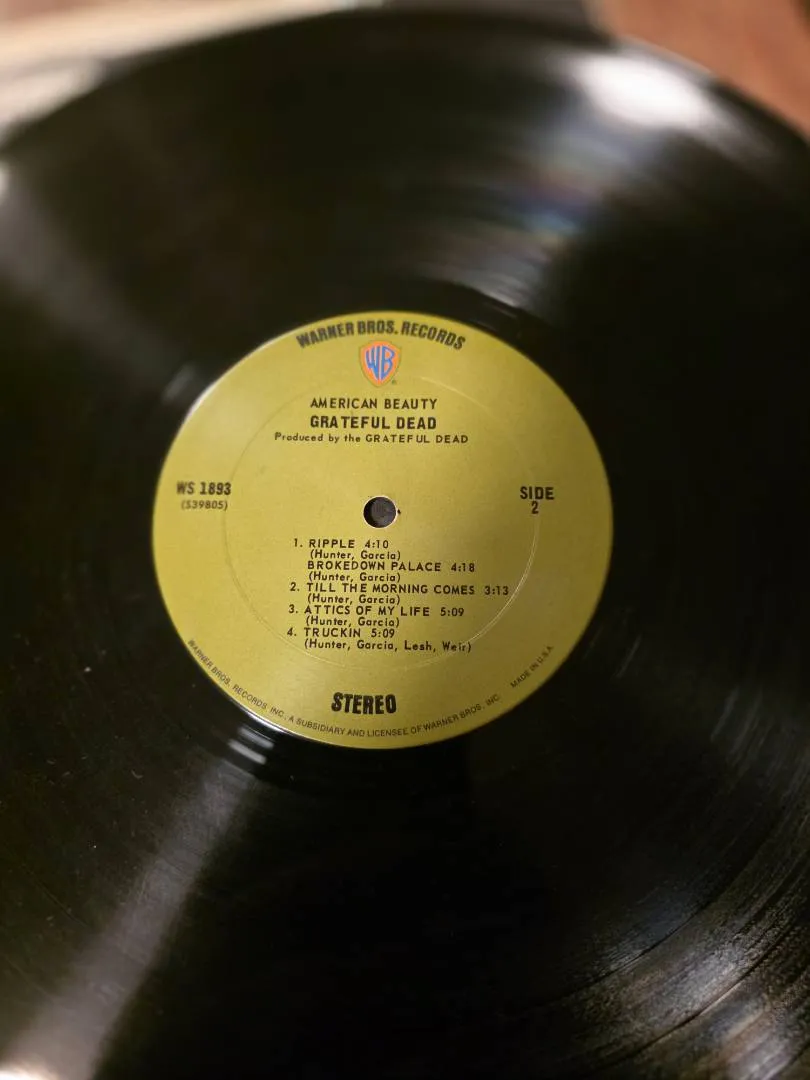 WARNER BROS. RECORDS
WB
AMERICAN BEAUTY
GRATEFUL DEAD
Produced by the GRATEFUL DEAD
WS 1893
(S39805)
SIDE
2
1. RIPPLE 4:10
(Hunter, Garcia)
BROKEDOWN PALACE 4:18
(Hunter, Garcia)
2. TILL THE MORNING COMES 3:13
(Hunter, Garcia)
3. ATTICS OF MY LIFE 5:09
(Hunter, Garcia)
4. TRUCKIN 5:09
(Hunter, Garcia, Lesh, Weir)
STEREO
WARNER BROS. RECORDS INC., A SUBSIDIARY AND LICENSEE OF WARNER BROS., INC. MADE IN U.S.A.